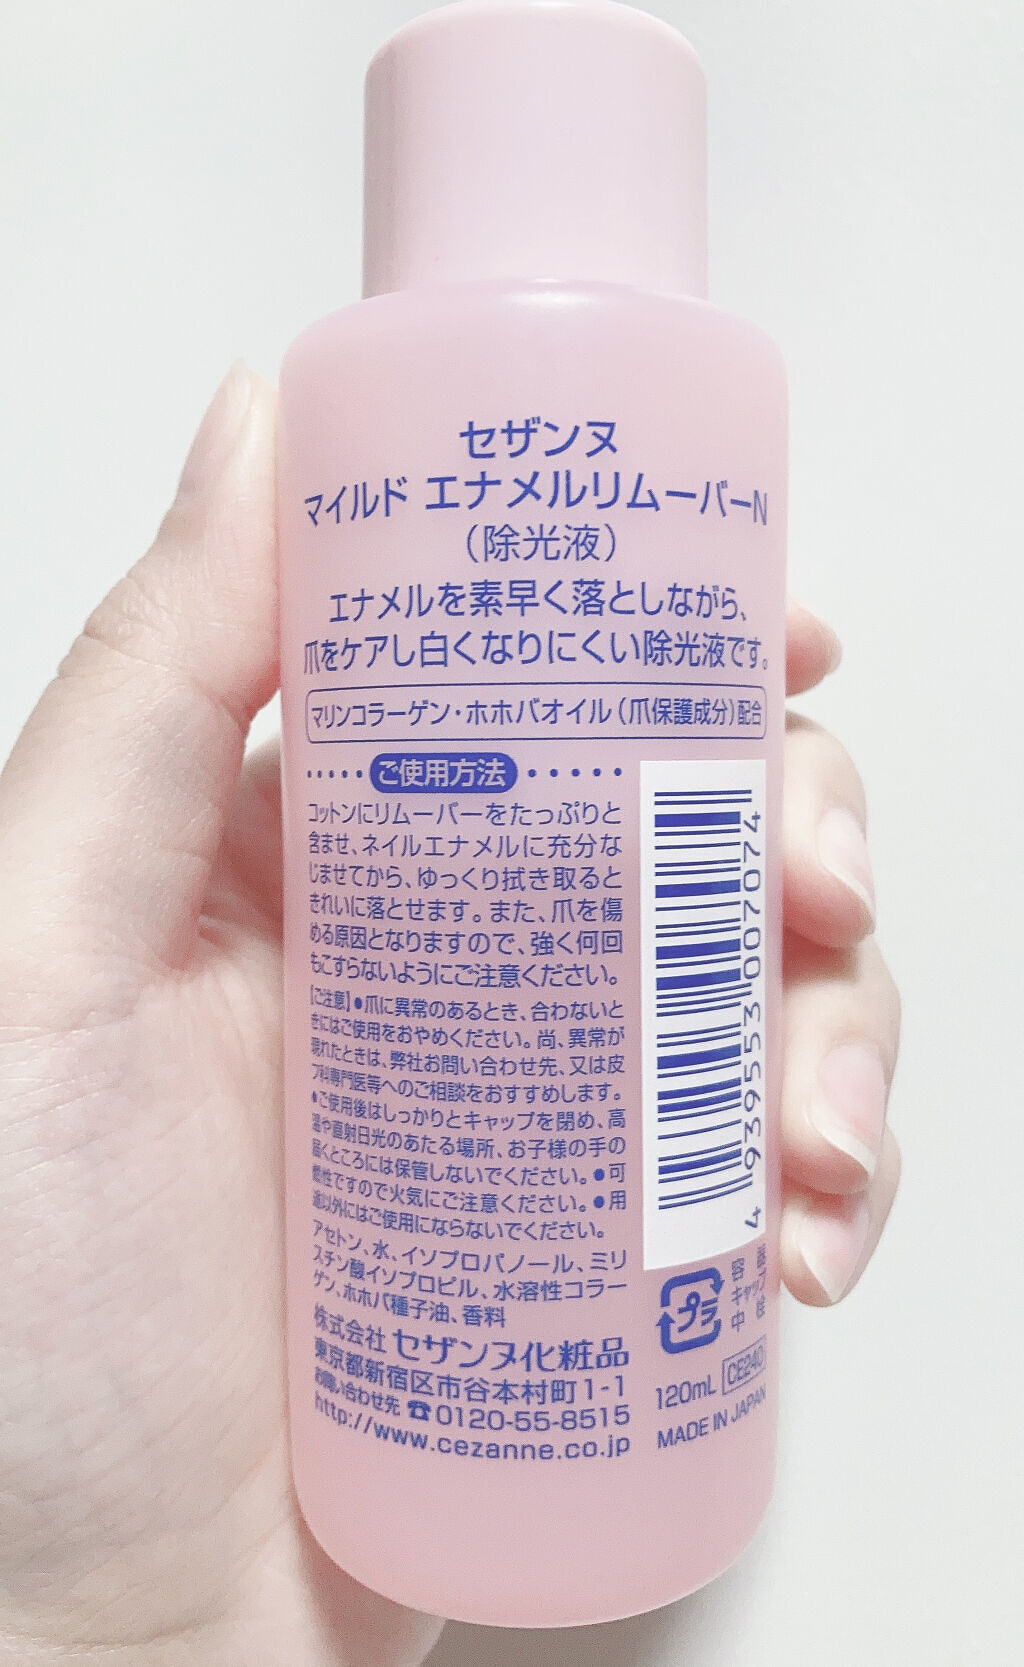 セザンヌ
マイルド エナメルリムーバーN
（除光液）
エナメルを素早く落としながら、
爪をケアし白くなりにくい除光液です。
マリンコラーゲン・ホホバオイル（爪保護成分）配合
ご使用方法
コットンにリムーバーをたっぷりと
含ませ、ネイルエナメルに充分な
じませてから、ゆっくり拭き取ると
きれいに落とせます。また、爪を傷
める原因となりますので、強く何回
もこすらないようにご注意ください。
【ご注意】●爪に異常のあるとき、合わないと
きにはご使用をおやめください。尚、異常が
現れたときは、弊社お問い合わせ先、又は皮
フ科専門医等へのご相談をおすすめします。
●ご使用後はしっかりとキャップを閉め、高
温や直射日光のあたる場所、お子様の手の
届くところには保管しないでください。●可
燃性ですので火気にご注意ください。●用
途以外にはご使用にならないでください。
アセトン、水、イソプロパノール、ミリ
スチン酸イソプロピル、水溶性コラー
ゲン、ホホバ種子油、香料
株式会社 セザンヌ化粧品
東京都新宿区市谷本村町1-1
お問い合わせ先 ☎0120-55-8515
http://www.cezanne.co.jp
4 939553 007074
プラ
容器
キャップ
中栓
120mL CE240
MADE IN JAPAN